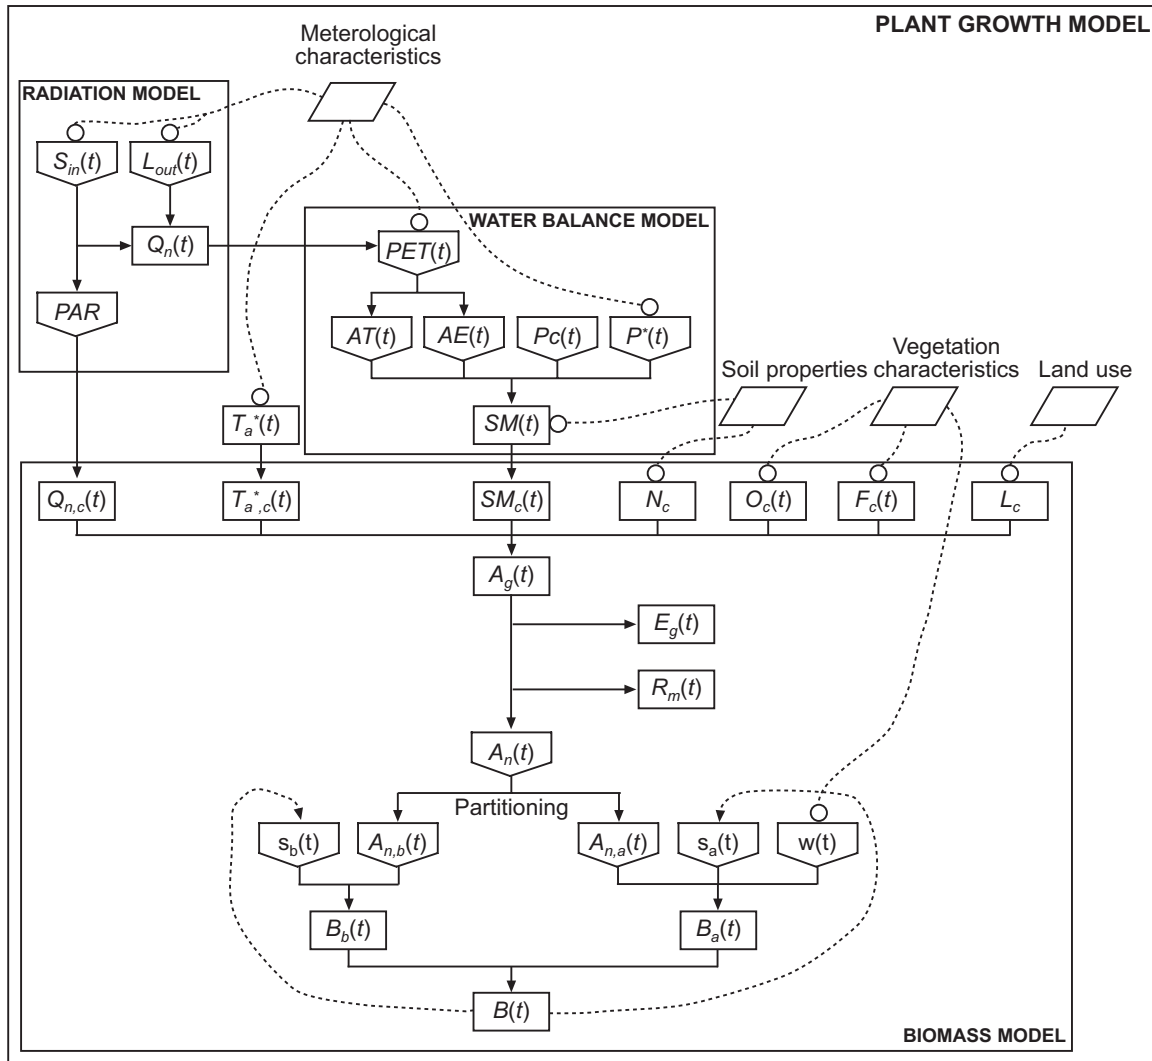 PLANT GROWTH MODEL
Meterological
characteristics
RADIATION MODEL
S_in(t)
L_out(t)
WATER BALANCE MODEL
Q_n(t)
PET(t)
PAR
AT(t)
AE(t)
Pc(t)
P*(t)
Vegetation
Soil properties characteristics
Land use
T_a*(t)
SM(t)
Q_n,c(t)
T_a*,c(t)
SM_c(t)
N_c
O_c(t)
F_c(t)
L_c
A_g(t)
E_g(t)
R_m(t)
A_n(t)
Partitioning
s_b(t)
A_n,b(t)
A_n,a(t)
s_a(t)
w(t)
B_b(t)
B_a(t)
B(t)
BIOMASS MODEL